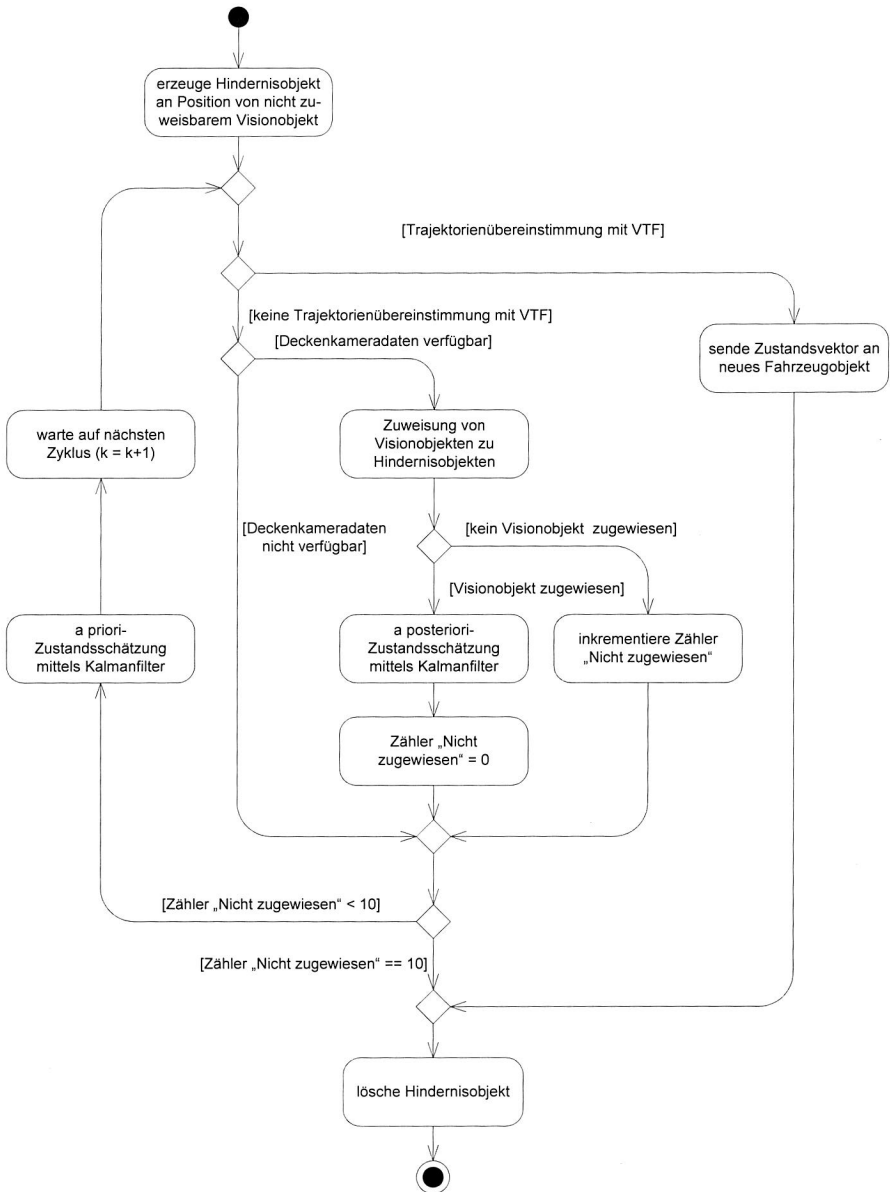 erzeuge Hindernisobjekt
an Position von nicht zu-
weisbarem Visionobjekt
[Trajektorienübereinstimmung mit VTF]
[keine Trajektorienübereinstimmung mit VTF]
[Deckenkameradaten verfügbar]
sende Zustandsvektor an
neues Fahrzeugobjekt
warte auf nächsten
Zyklus (k = k+1)
Zuweisung von
Visionobjekten zu
Hindernisobjekten
[Deckenkameradaten
nicht verfügbar]
[kein Visionobjekt zugewiesen]
[Visionobjekt zugewiesen]
a priori-
Zustandsschätzung
mittels Kalmanfilter
a posteriori-
Zustandsschätzung
mittels Kalmanfilter
inkrementiere Zähler
„Nicht zugewiesen“
Zähler „Nicht
zugewiesen“ = 0
[Zähler „Nicht zugewiesen“ < 10]
[Zähler „Nicht zugewiesen“ == 10]
lösche Hindernisobjekt